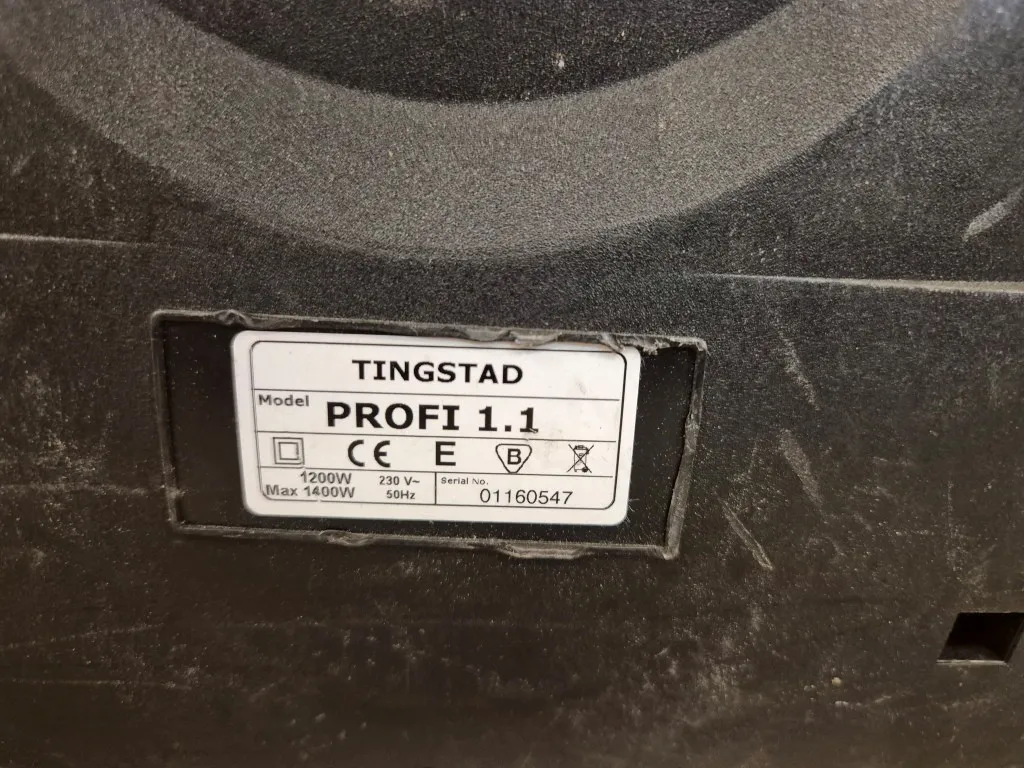 TINGSTAD
Model PROFI 1.1
CE E B
1200W 230 V~ Serial No.
Max 1400W 50Hz 01160547